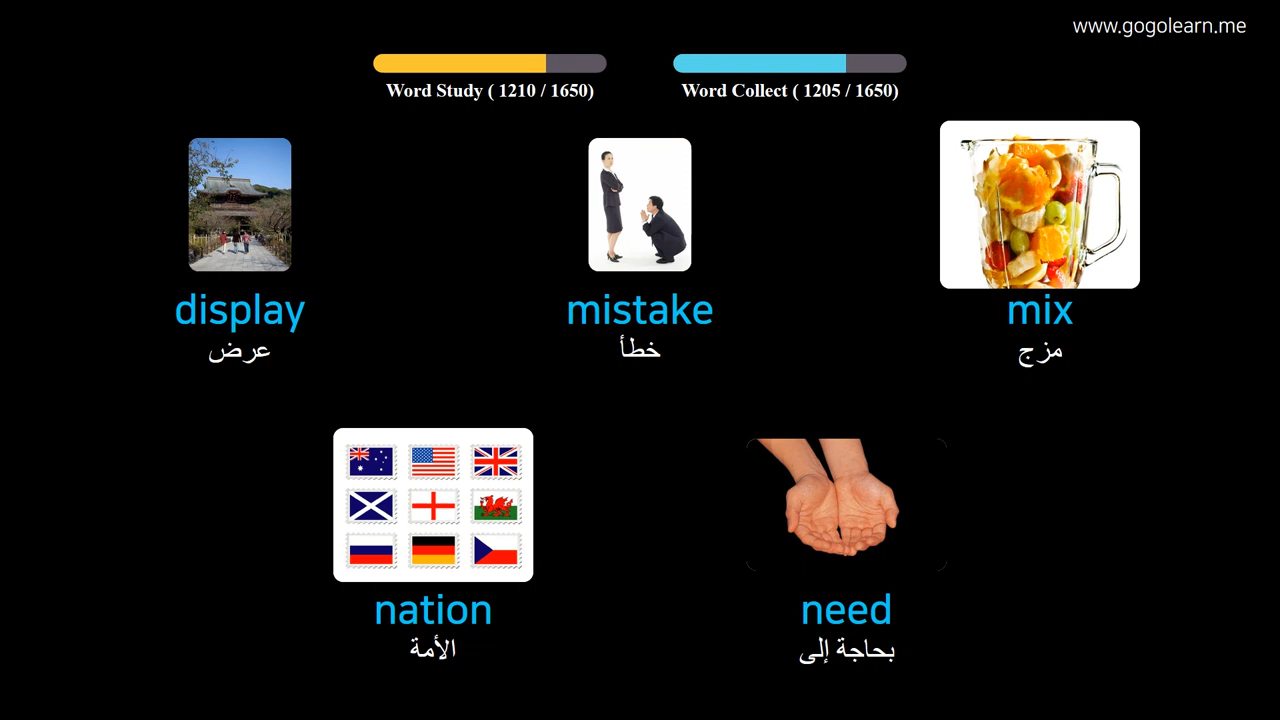 www.gogolearn.me
Word Study ( 1210 / 1650)
Word Collect ( 1205 / 1650)
display
عرض
mistake
خطأ
mix
مزج
nation
الأمة
need
بحاجة إلى